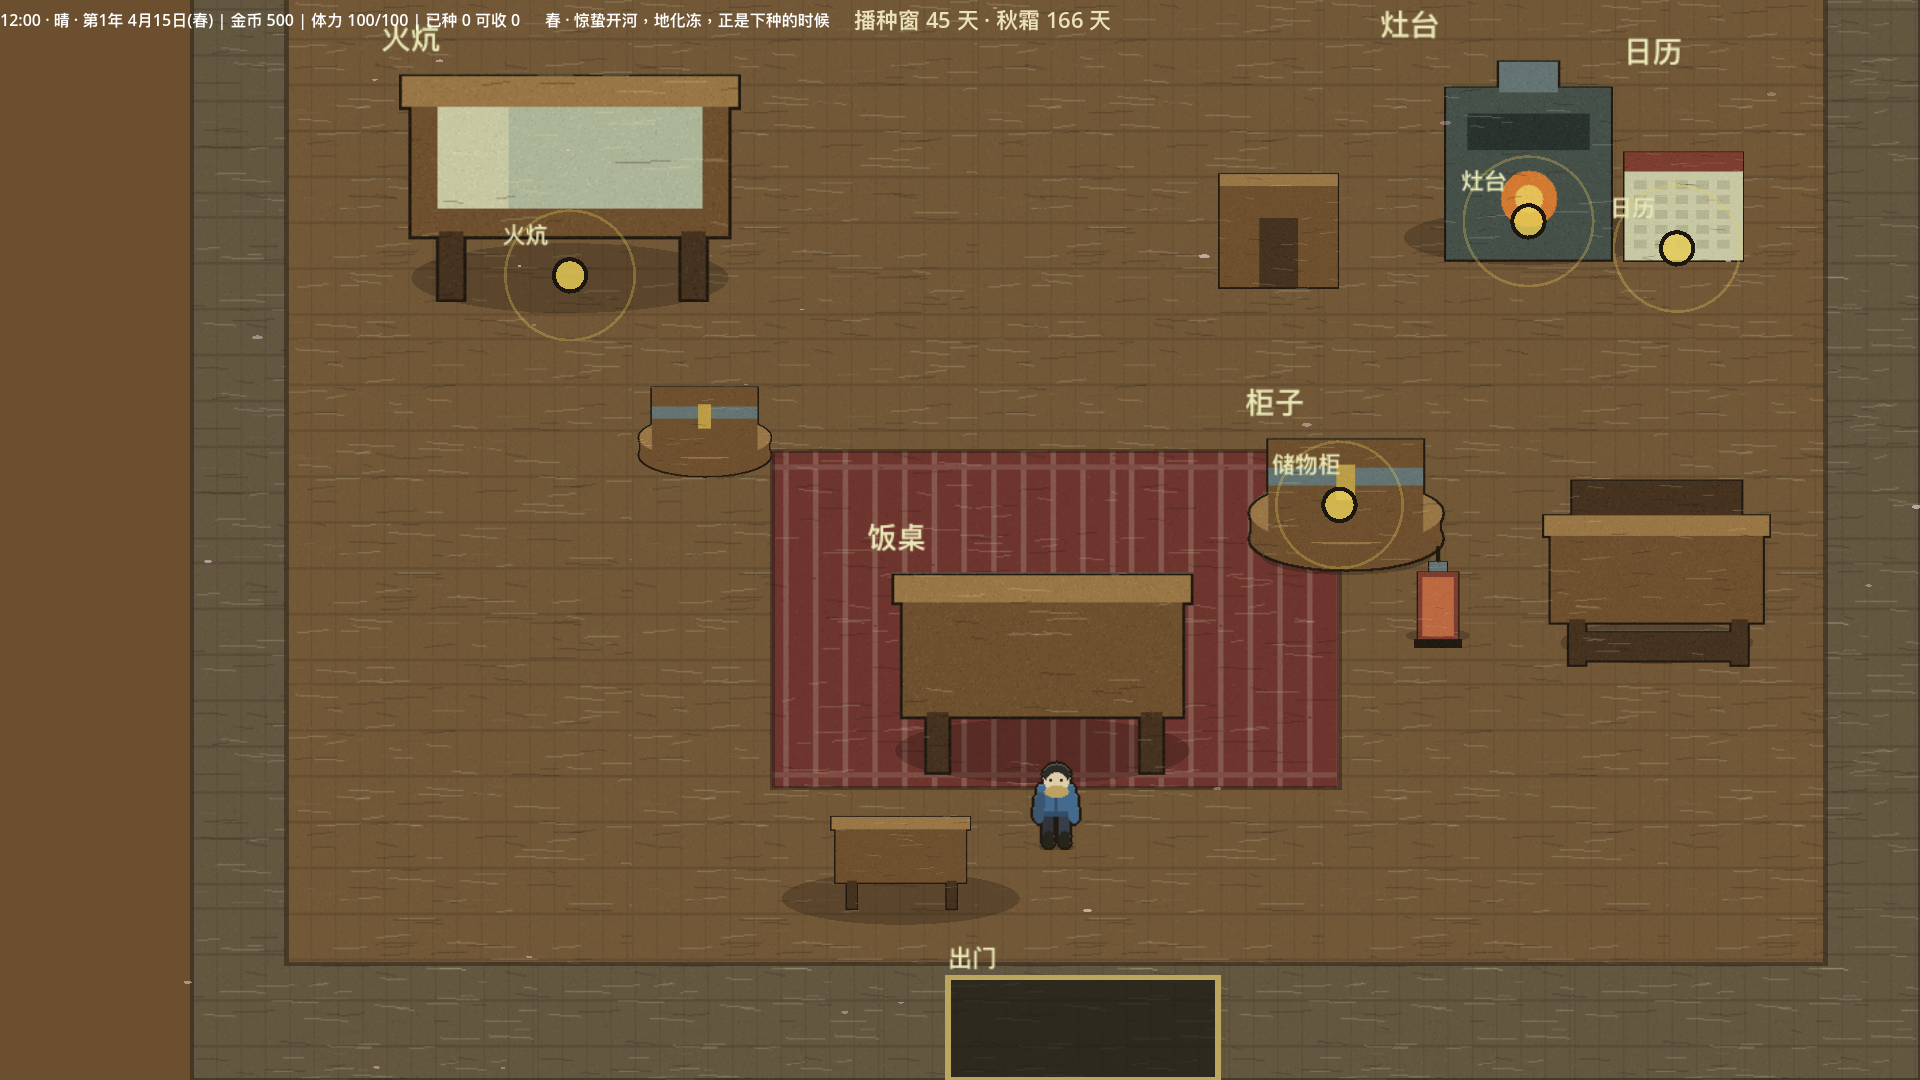 12:00 · 晴 · 第1年 4月15日(春) | 金币 500 | 体力 100/100 | 已种 0 可收 0 春 · 惊蛰开河，地化冻，正是下种的时候 播种窗 45 天 · 秋霜 166 天
火炕
灶台
日历
灶台
日历
火炕
柜子
储物柜
饭桌
出门